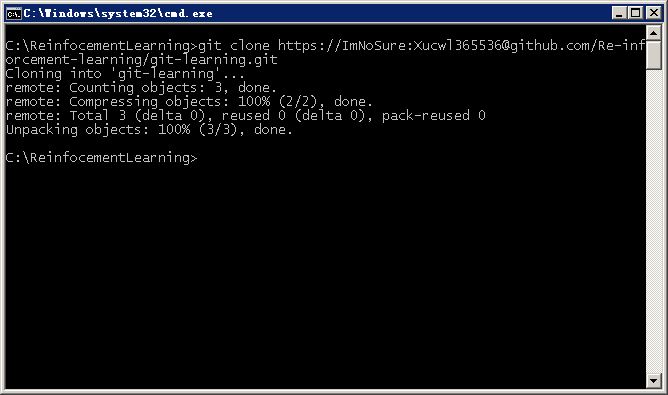 C:\Windows\system32\cmd.exe
C:\ReinfocementLearning>git clone https://ImNoSure:Xucwl365536@github.com/Re-inf
orcement-learning/git-learning.git
Cloning into 'git-learning'...
remote: Counting objects: 3, done.
remote: Compressing objects: 100% (2/2), done.
remote: Total 3 (delta 0), reused 0 (delta 0), pack-reused 0
Unpacking objects: 100% (3/3), done.
C:\ReinfocementLearning>